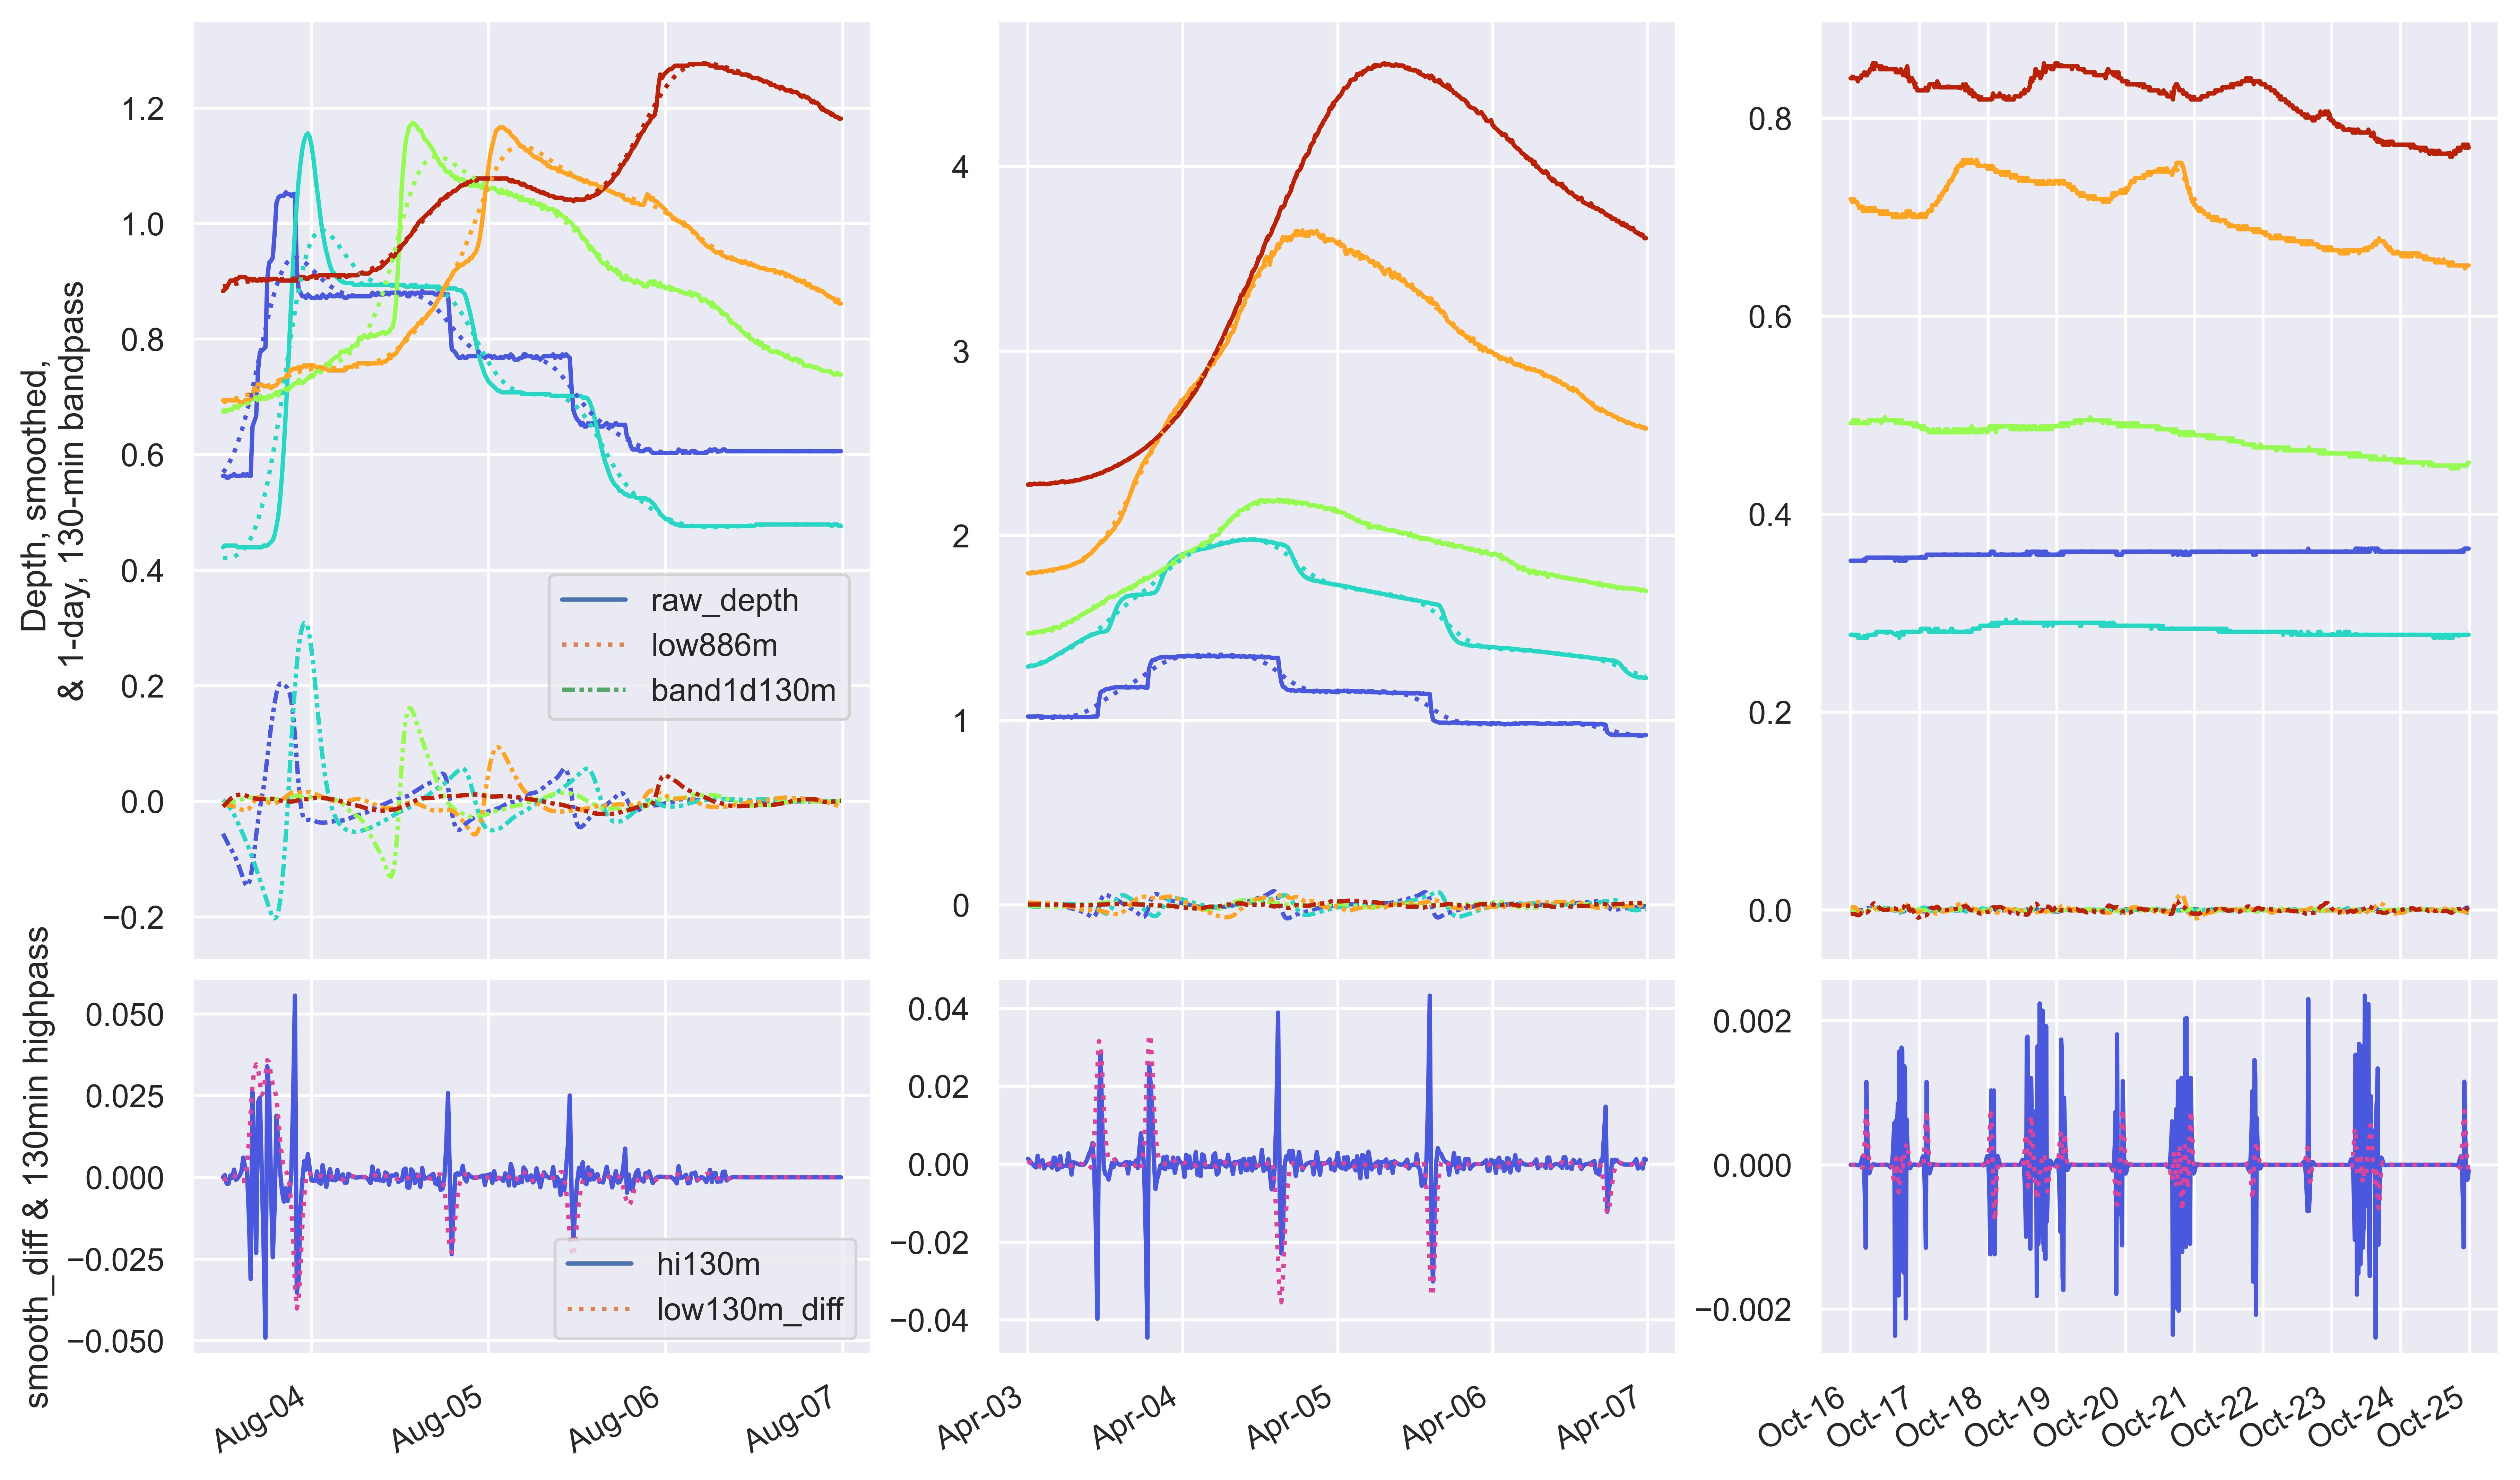 Depth, smoothed,
& 1-day, 130-min bandpass
1.2
1.0
0.8
0.6
0.4
0.2
0.0
−0.2
raw_depth
low886m
band1d130m
4
3
2
1
0
0.8
0.6
0.4
0.2
0.0
smooth_diff & 130min highpass
0.050
0.025
0.000
−0.025
−0.050
hi130m
low130m_diff
0.04
0.02
0.00
−0.02
−0.04
0.002
0.000
−0.002
Aug-04
Aug-05
Aug-06
Aug-07
Apr-03
Apr-04
Apr-05
Apr-06
Apr-07
Oct-16
Oct-17
Oct-18
Oct-19
Oct-20
Oct-21
Oct-22
Oct-23
Oct-24
Oct-25